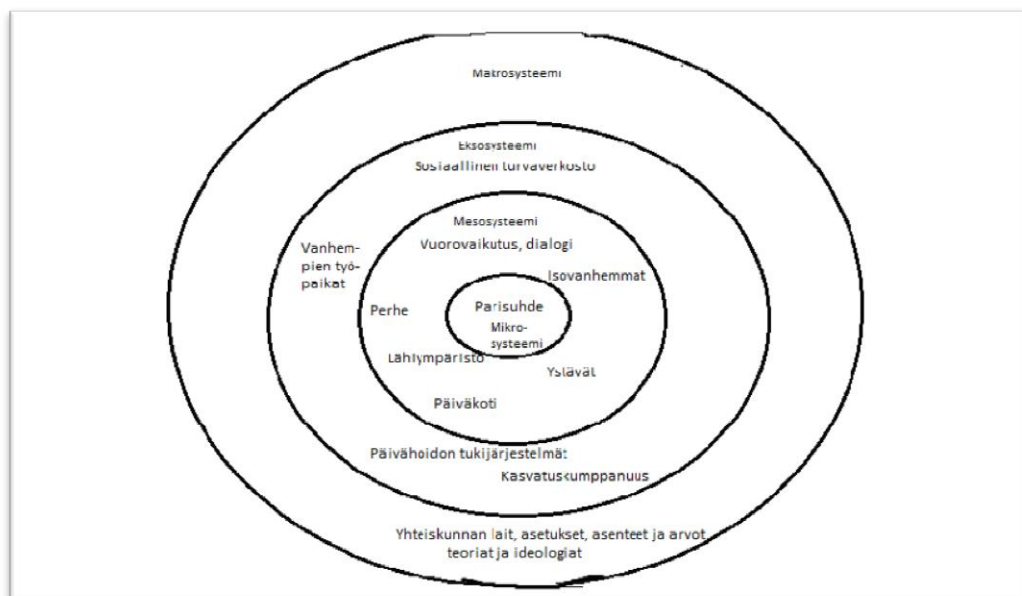 Makrosysteemi
Eksosysteemi
Sosiaallinen turvaverkosto
Mesosysteemi
Vuorovaikutus, dialogi
Vanhem-
pien työ-
paikat
Isovanhemmat
Perhe
Parisuhde
Mikro-
systeemi
Lähiympäristö
Ystävät
Päiväkoti
Päivähoidon tukijärjestelmät
Kasvatuskumppanuus
Yhteiskunnan lait, asetukset, asenteet ja arvot,
teoriat ja ideologiat